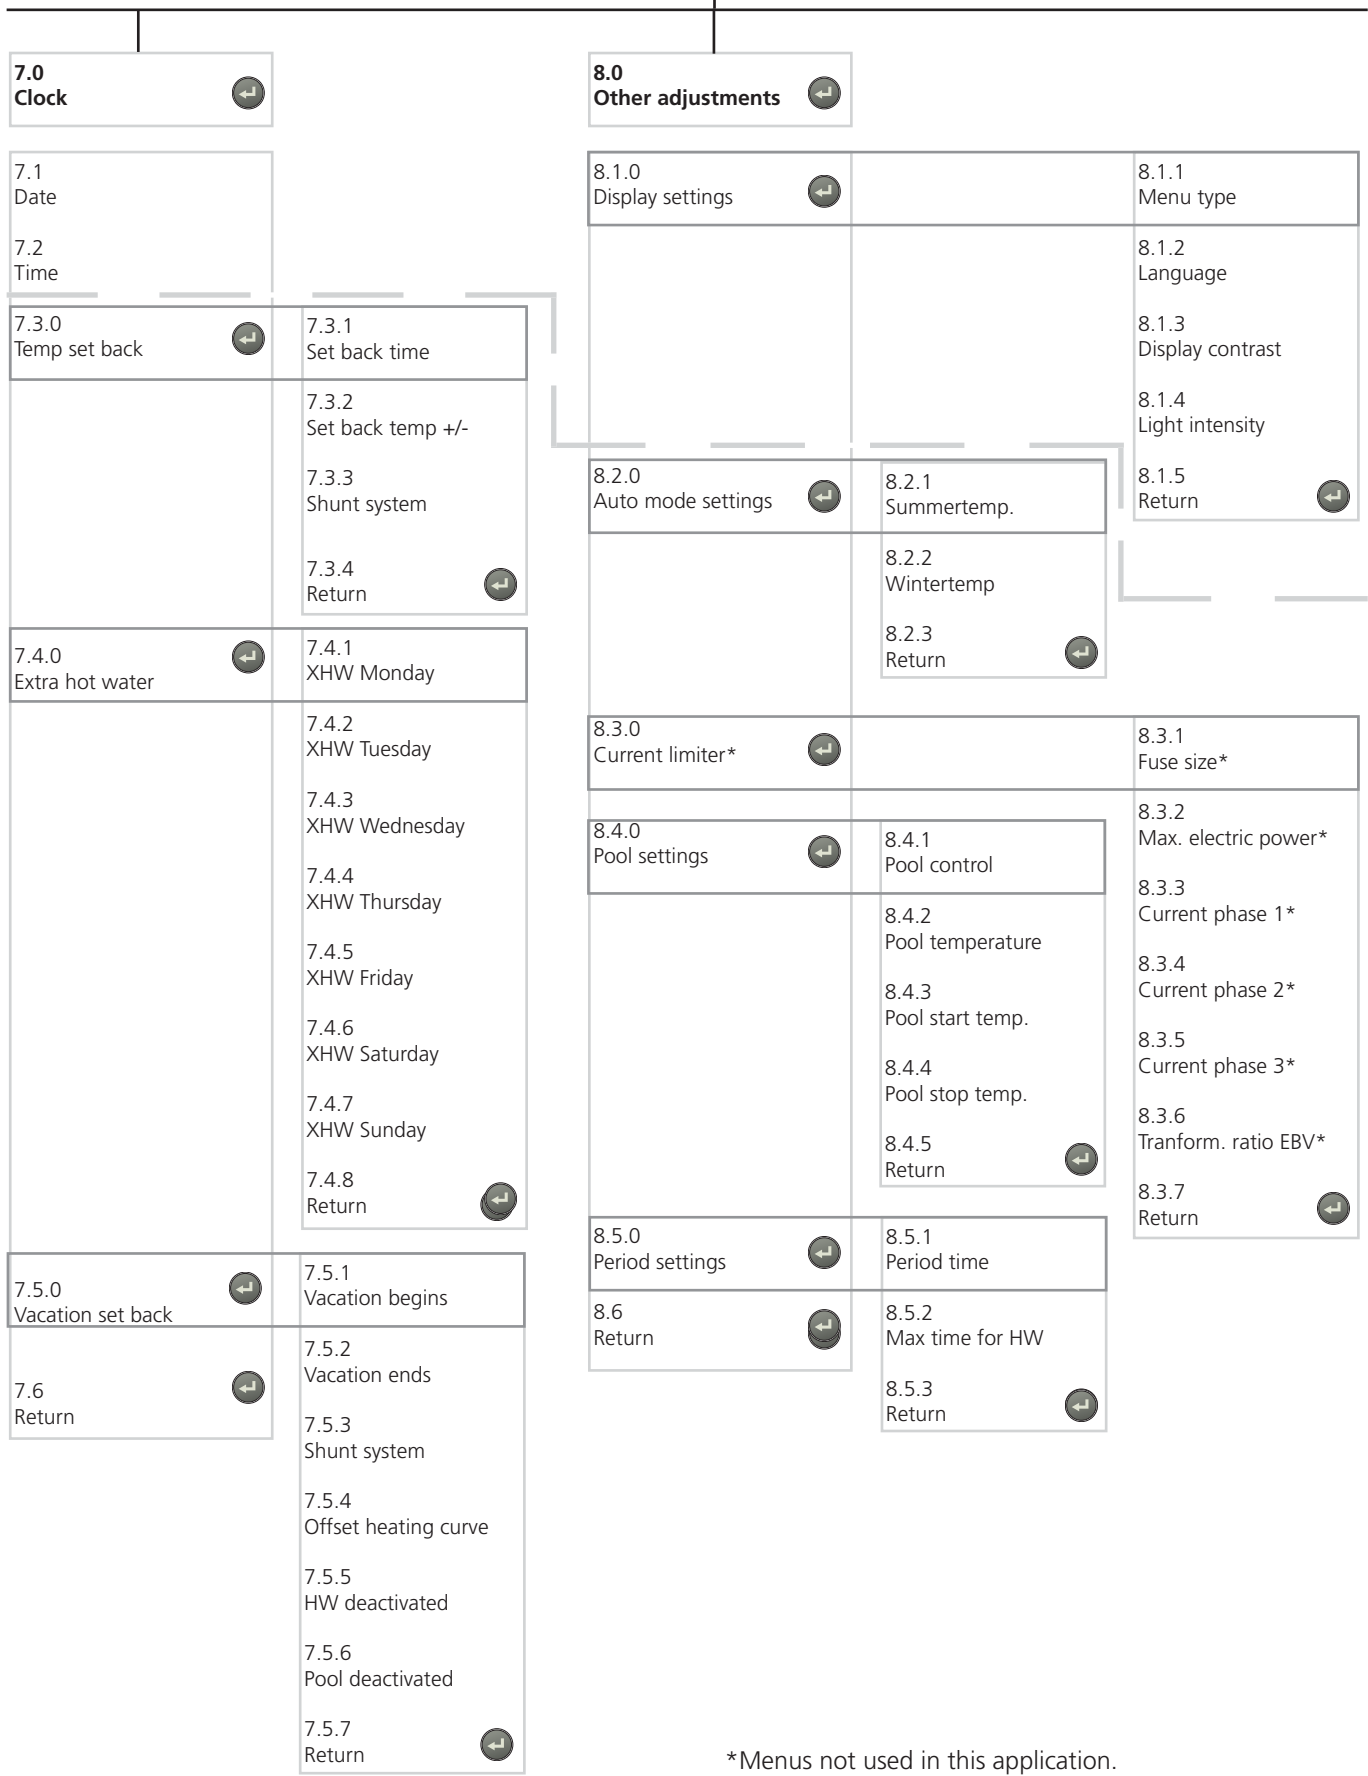 7.0
Clock
7.1
Date
7.2
Time
7.3.0
Temp set back
7.3.1
Set back time
7.3.2
Set back temp +/-
7.3.3
Shunt system
7.3.4
Return
7.4.0
Extra hot water
7.4.1
XHW Monday
7.4.2
XHW Tuesday
7.4.3
XHW Wednesday
7.4.4
XHW Thursday
7.4.5
XHW Friday
7.4.6
XHW Saturday
7.4.7
XHW Sunday
7.4.8
Return
7.5.0
Vacation set back
7.5.1
Vacation begins
7.5.2
Vacation ends
7.5.3
Shunt system
7.5.4
Offset heating curve
7.5.5
HW deactivated
7.5.6
Pool deactivated
7.5.7
Return
7.6
Return
8.0
Other adjustments
8.1.0
Display settings
8.1.1
Menu type
8.1.2
Language
8.1.3
Display contrast
8.1.4
Light intensity
8.1.5
Return
8.2.0
Auto mode settings
8.2.1
Summertemp.
8.2.2
Wintertemp
8.2.3
Return
8.3.0
Current limiter*
8.3.1
Fuse size*
8.3.2
Max. electric power*
8.3.3
Current phase 1*
8.3.4
Current phase 2*
8.3.5
Current phase 3*
8.3.6
Tranform. ratio EBV*
8.3.7
Return
8.4.0
Pool settings
8.4.1
Pool control
8.4.2
Pool temperature
8.4.3
Pool start temp.
8.4.4
Pool stop temp.
8.4.5
Return
8.5.0
Period settings
8.5.1
Period time
8.5.2
Max time for HW
8.5.3
Return
8.6
Return
*Menus not used in this application.